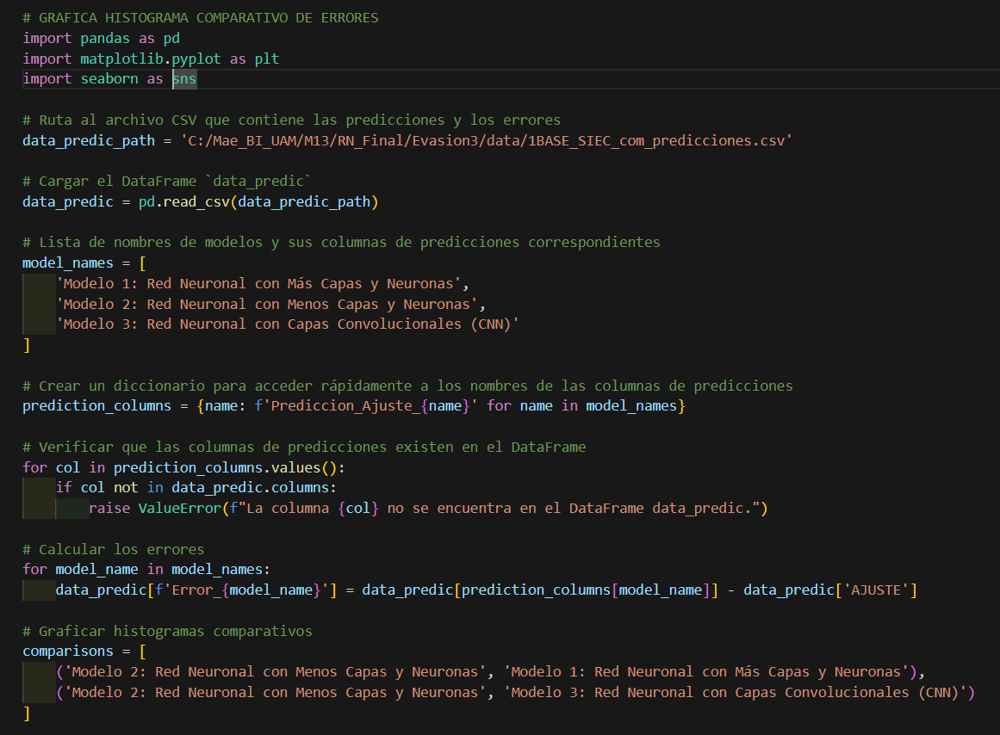 # GRAFICA HISTOGRAMA COMPARATIVO DE ERRORES
import pandas as pd
import matplotlib.pyplot as plt
import seaborn as sns
# Ruta al archivo CSV que contiene las predicciones y los errores
data_predic_path = 'C:/Mae_BI_UAM/M13/RN_Final/Evasion3/data/1BASE_SIEC_com_predicciones.csv'
# Cargar el DataFrame `data_predic`
data_predic = pd.read_csv(data_predic_path)
# Lista de nombres de modelos y sus columnas de predicciones correspondientes
model_names = [
    'Modelo 1: Red Neuronal con Más Capas y Neuronas',
    'Modelo 2: Red Neuronal con Menos Capas y Neuronas',
    'Modelo 3: Red Neuronal con Capas Convolucionales (CNN)'
]
# Crear un diccionario para acceder rápidamente a los nombres de las columnas de predicciones
prediction_columns = {name: f'Prediccion_Ajuste_{name}' for name in model_names}
# Verificar que las columnas de predicciones existen en el DataFrame
for col in prediction_columns.values():
    if col not in data_predic.columns:
        raise ValueError(f"La columna {col} no se encuentra en el DataFrame data_predic.")
# Calcular los errores
for model_name in model_names:
    data_predic[f'Error_{model_name}'] = data_predic[prediction_columns[model_name]] - data_predic['AJUSTE']
# Graficar histogramas comparativos
comparisons = [
    ('Modelo 2: Red Neuronal con Menos Capas y Neuronas', 'Modelo 1: Red Neuronal con Más Capas y Neuronas'),
    ('Modelo 2: Red Neuronal con Menos Capas y Neuronas', 'Modelo 3: Red Neuronal con Capas Convolucionales (CNN)')
]